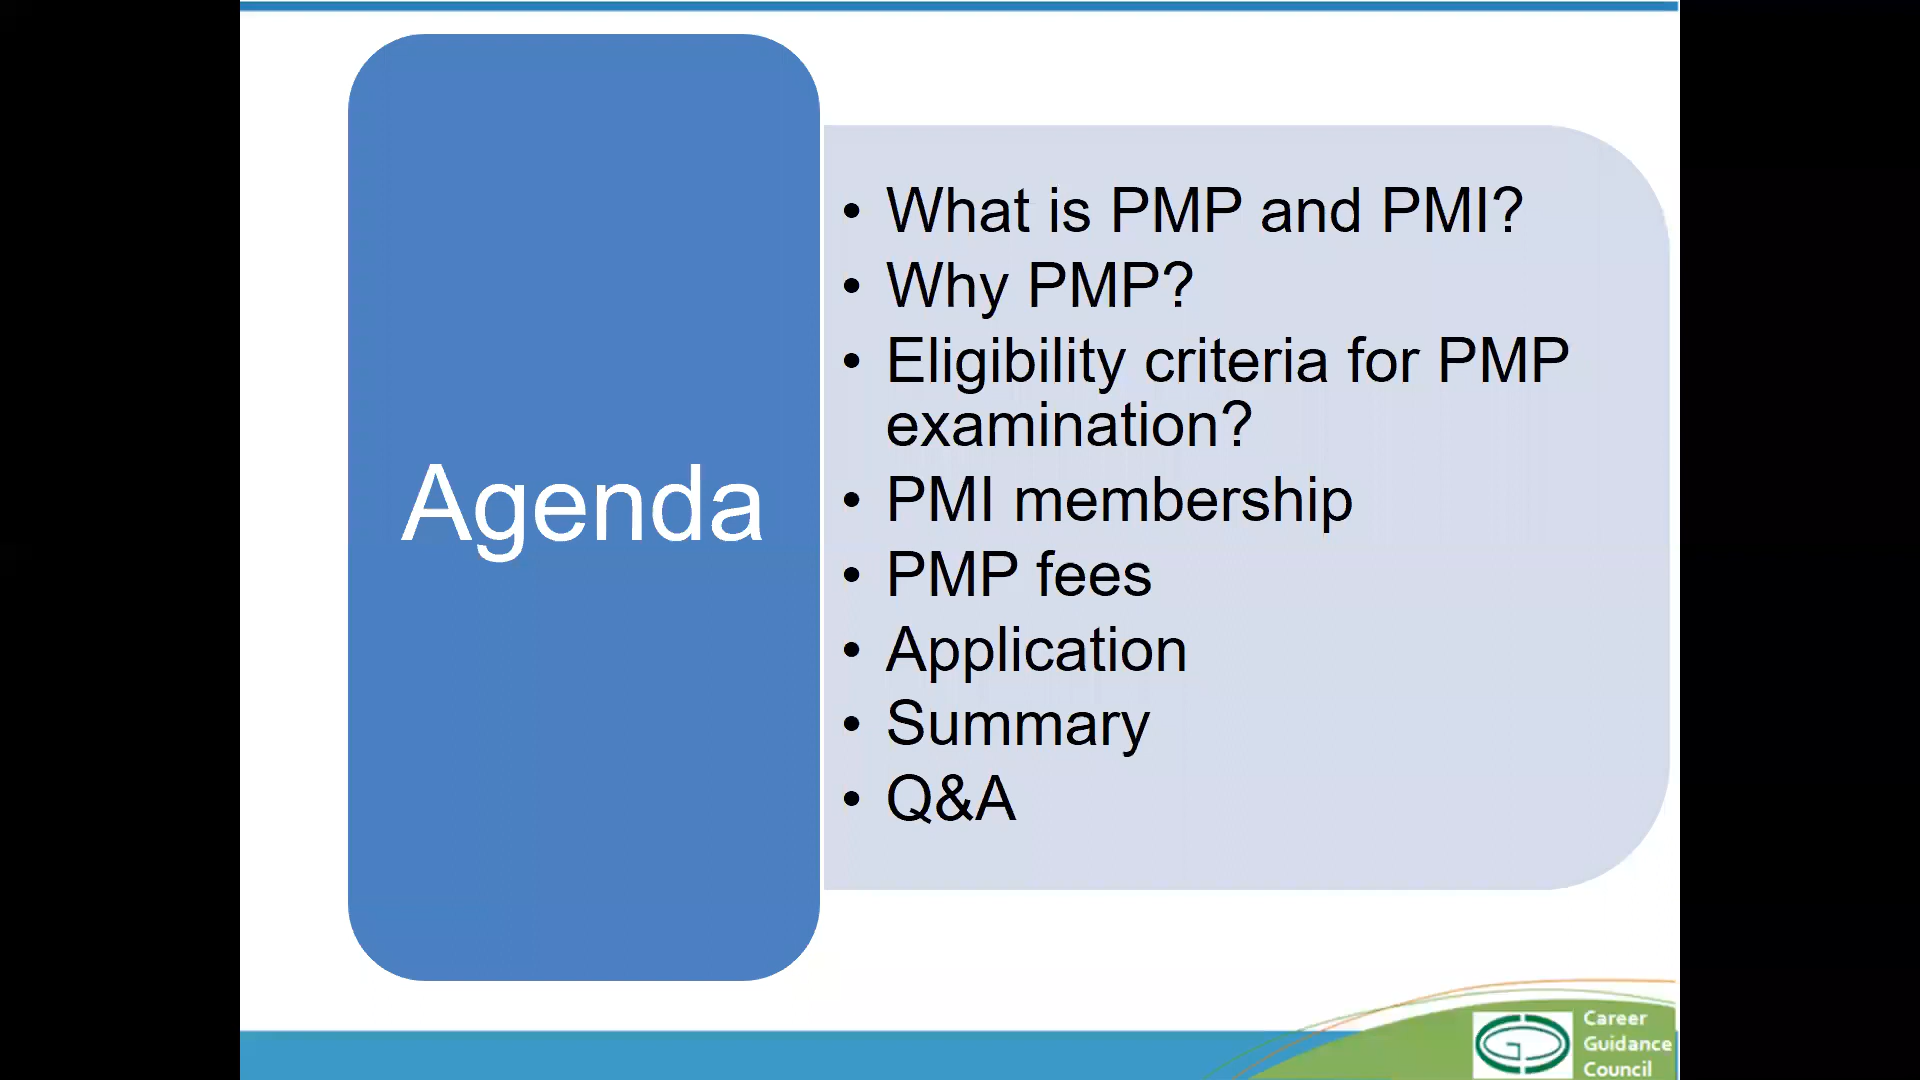 Agenda
• What is PMP and PMI?
• Why PMP?
• Eligibility criteria for PMP
examination?
• PMI membership
• PMP fees
• Application
• Summary
• Q&A
Career
Guidance
Council